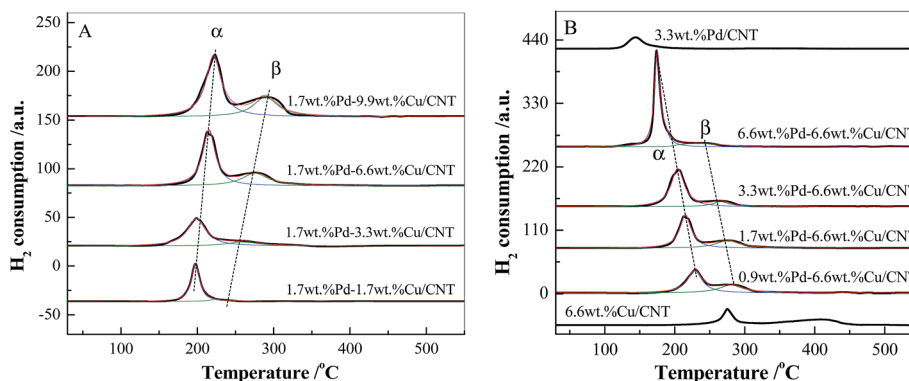 A
α
β
1.7wt.%Pd-9.9wt.%Cu/CNT
1.7wt.%Pd-6.6wt.%Cu/CNT
1.7wt.%Pd-3.3wt.%Cu/CNT
1.7wt.%Pd-1.7wt.%Cu/CNT
H2 consumption /a.u.
250
200
150
100
50
0
-50
100 200 300 400 500
Temperature /°C
B
3.3wt.%Pd/CNT
6.6wt.%Pd-6.6wt.%Cu/CNT
α
β
3.3wt.%Pd-6.6wt.%Cu/CNT
1.7wt.%Pd-6.6wt.%Cu/CNT
0.9wt.%Pd-6.6wt.%Cu/CNT
6.6wt.%Cu/CNT
H2 consumption /a.u.
440
330
220
110
0
100 200 300 400 500
Temperature /°C